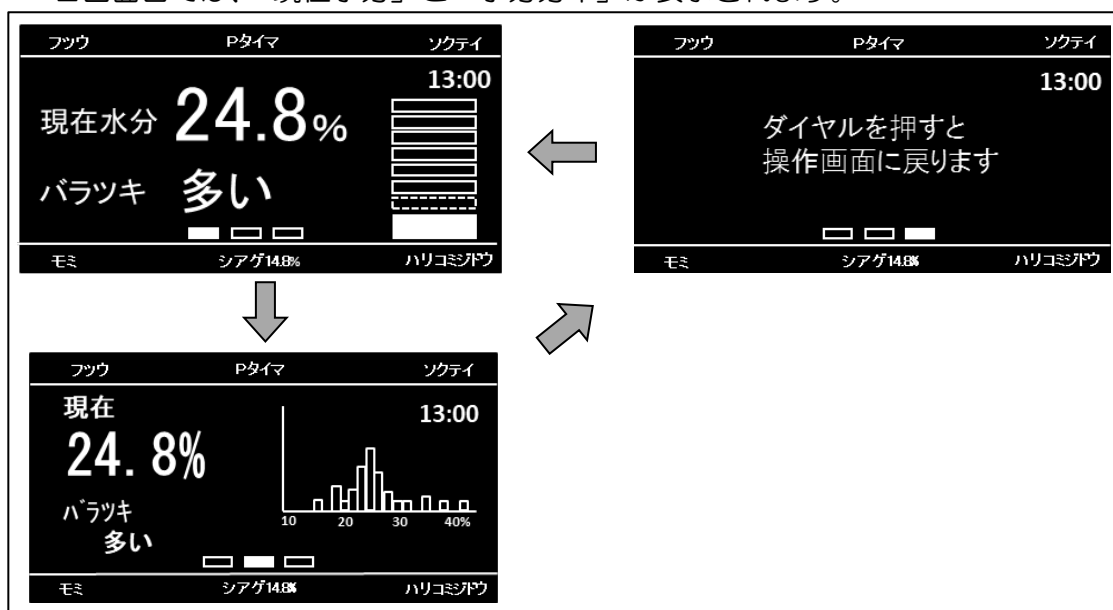 フツウ Pタイマ ソクテイ
13:00
現在水分 24.8%
バラツキ 多い
モミ シアゲ14.8% ハリコミジドウ
フツウ Pタイマ ソクテイ
13:00
ダイヤルを押すと
操作画面に戻ります
モミ シアゲ14.8% ハリコミジドウ
フツウ Pタイマ ソクテイ
現在
13:00
24.8%
バラツキ
多い
10 20 30 40%
モミ シアゲ14.8% ハリコミジドウ